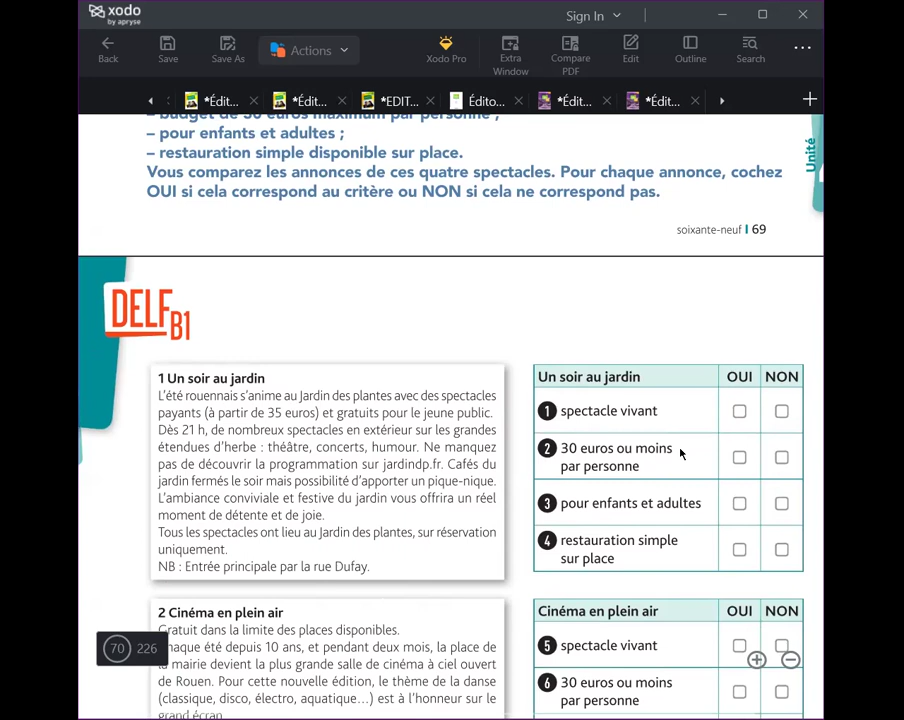 xodo
by apryse
Sign In
Back
Save
Save As
Actions
Xodo Pro
Extra Window
Compare PDF
Edit
Outline
Search
*Édit...
*Édit...
*EDIT...
Édito...
*Édit...
*Édit...
– budget de 30 euros maximum par personne ;
– pour enfants et adultes ;
– restauration simple disponible sur place.
Vous comparez les annonces de ces quatre spectacles. Pour chaque annonce, cochez
OUI si cela correspond au critère ou NON si cela ne correspond pas.
Unité
soixante-neuf I 69
DELF B1
1 Un soir au jardin
L'été rouennais s'anime au Jardin des plantes avec des spectacles
payants (à partir de 35 euros) et gratuits pour le jeune public.
Dès 21 h, de nombreux spectacles en extérieur sur les grandes
étendues d'herbe : théâtre, concerts, humour. Ne manquez
pas de découvrir la programmation sur jardindp.fr. Cafés du
jardin fermés le soir mais possibilité d'apporter un pique-nique.
L'ambiance conviviale et festive du jardin vous offrira un réel
moment de détente et de joie.
Tous les spectacles ont lieu au Jardin des plantes, sur réservation
uniquement.
NB : Entrée principale par la rue Dufay.
Un soir au jardin OUI NON
1 spectacle vivant
2 30 euros ou moins
par personne
3 pour enfants et adultes
4 restauration simple
sur place
2 Cinéma en plein air
Gratuit dans la limite des places disponibles.
haque été depuis 10 ans, et pendant deux mois, la place de
la mairie devient la plus grande salle de cinéma à ciel ouvert
de Rouen. Pour cette nouvelle édition, le thème de la danse
(classique, disco, électro, aquatique...) est à l'honneur sur le
grand écran
70 226
Cinéma en plein air OUI NON
5 spectacle vivant
6 30 euros ou moins
par personne